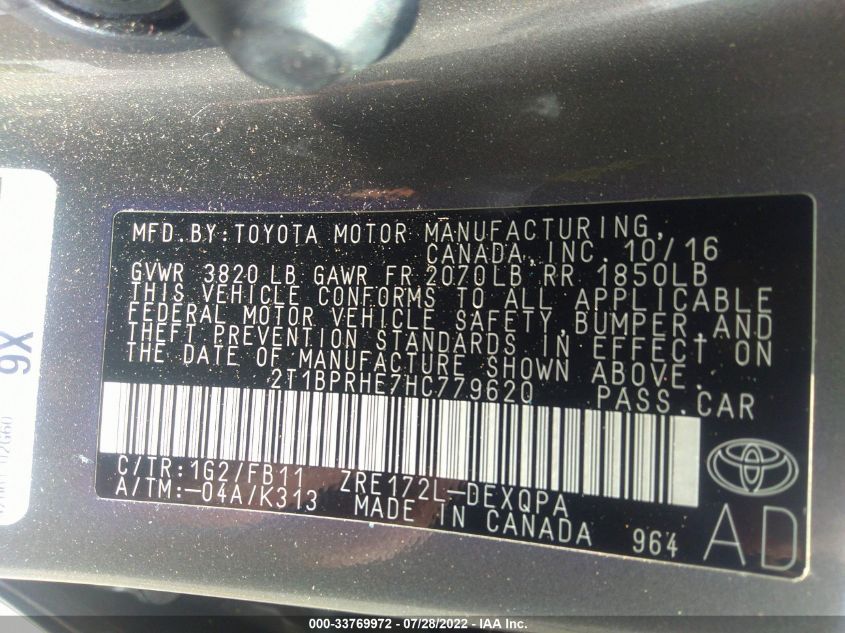 MFD.BY:TOYOTA MOTOR MANUFACTURING,
CANADA,INC. 10/16
GVWR 3820 LB GAWR FR 2070LB RR 1850LB
THIS VEHICLE CONFORMS TO ALL APPLICABLE
FEDERAL MOTOR VEHICLE SAFETY,BUMPER,AND
THEFT PREVENTION STANDARDS IN EFFECT ON
THE DATE OF MANUFACTURE SHOWN ABOVE.
2T1BPRHE7HC779620 PASS.CAR
C/TR:1G2/FB11 ZRE172L-DEXQPA
A/TM:-04A/K313 MADE IN CANADA 964
AD
9X
000-33769972 - 07/28/2022 - IAA Inc.